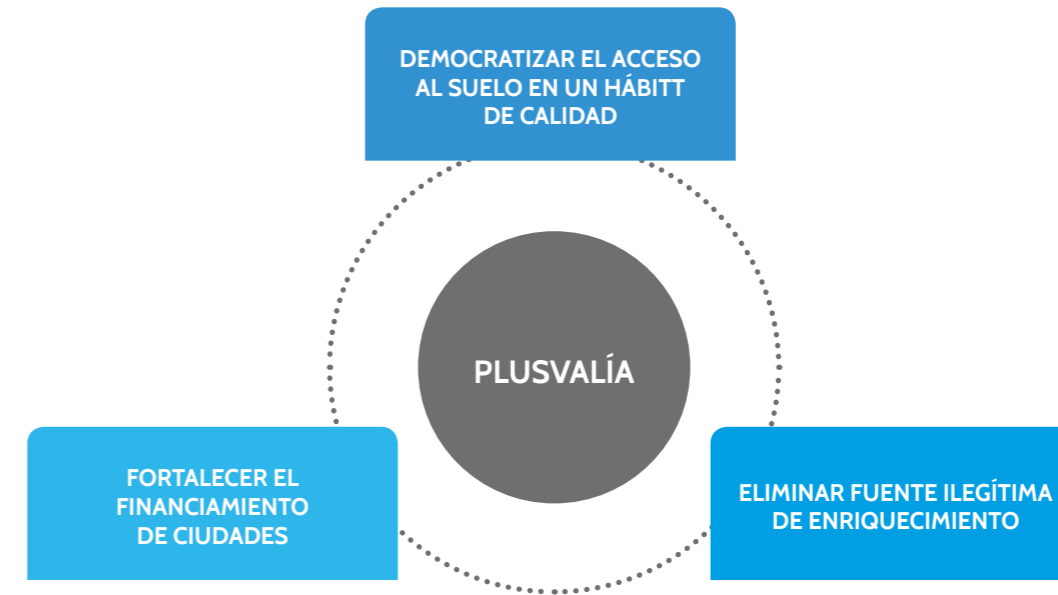 DEMOCRATIZAR EL ACCESO
AL SUELO EN UN HÁBITT
DE CALIDAD
PLUSVALÍA
FORTALECER EL
FINANCIAMIENTO
DE CIUDADES
ELIMINAR FUENTE ILEGÍTIMA
DE ENRIQUECIMIENTO